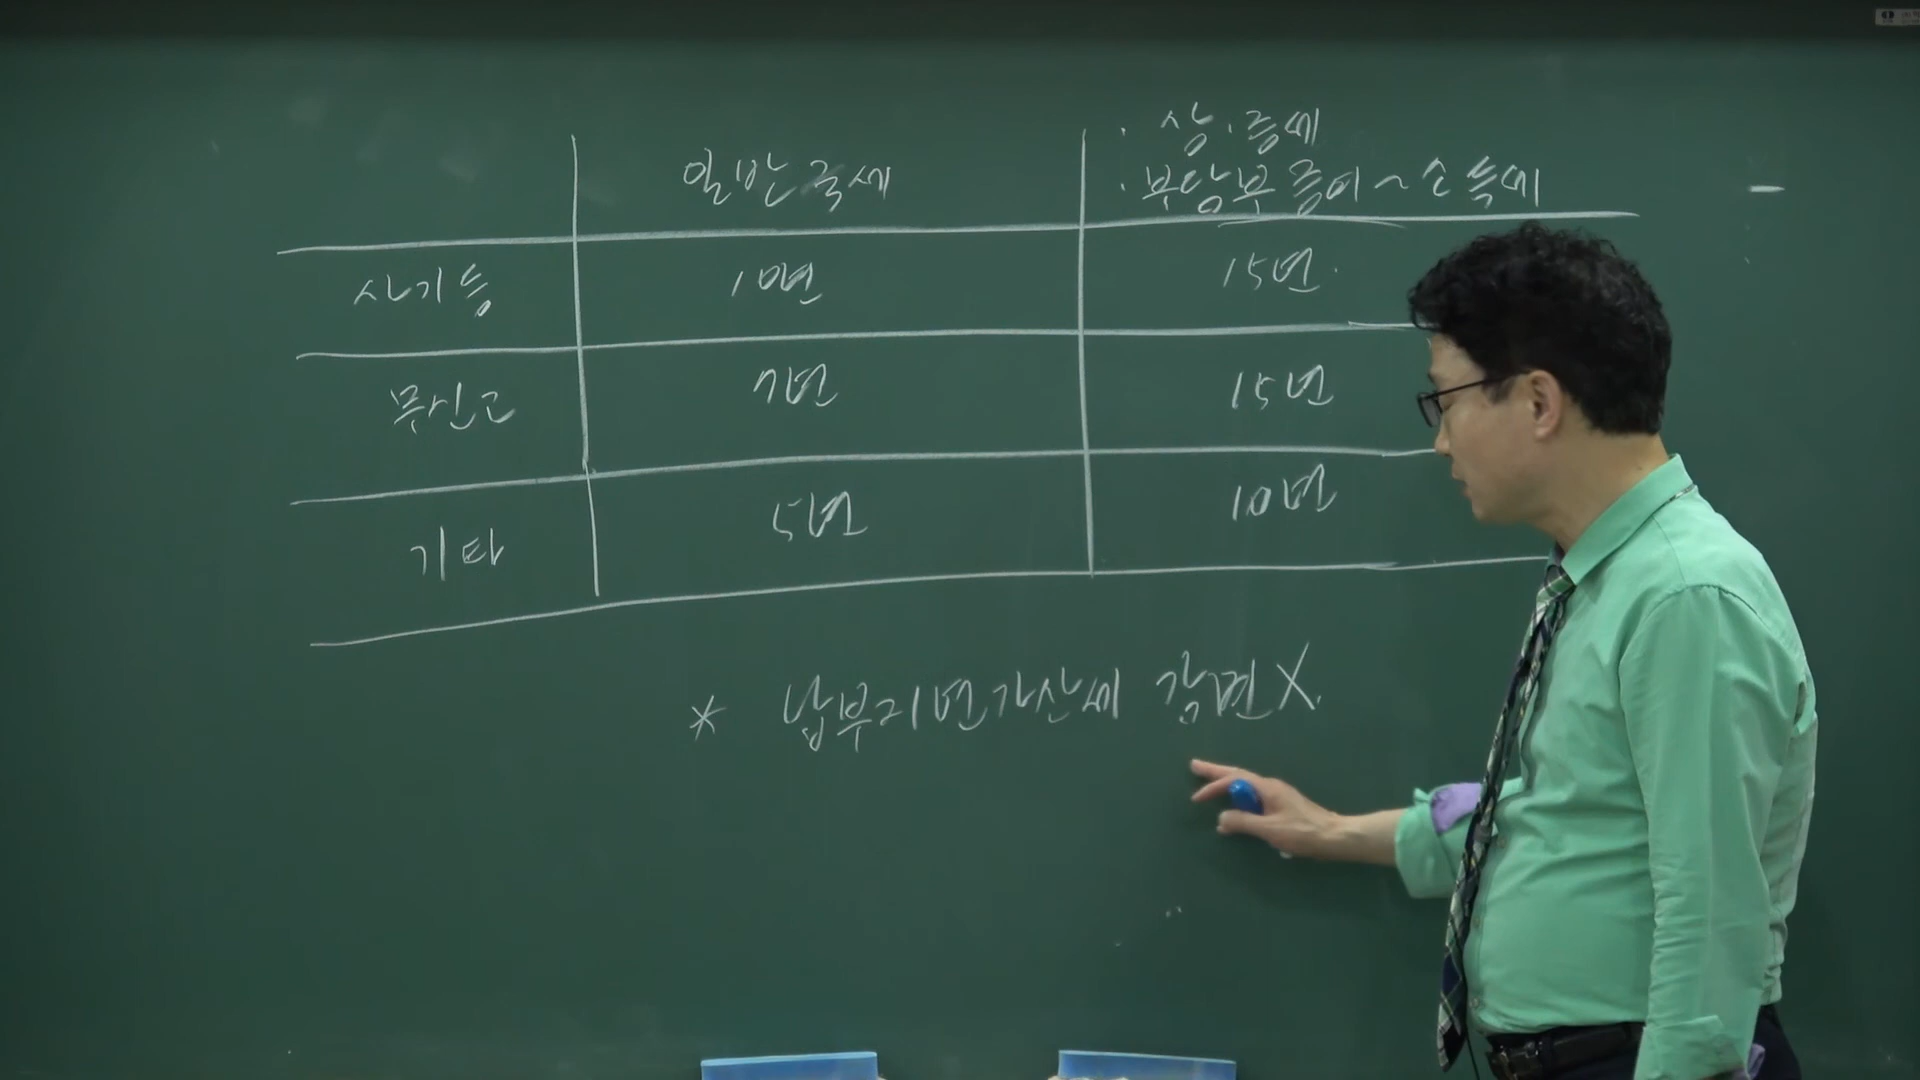 · 상·증세
일반국세 · 부담부증여~소득세
사기등 10년 15년
무신고 7년 15년
기타 5년 10년
* 납부지연가산세 감면 X.